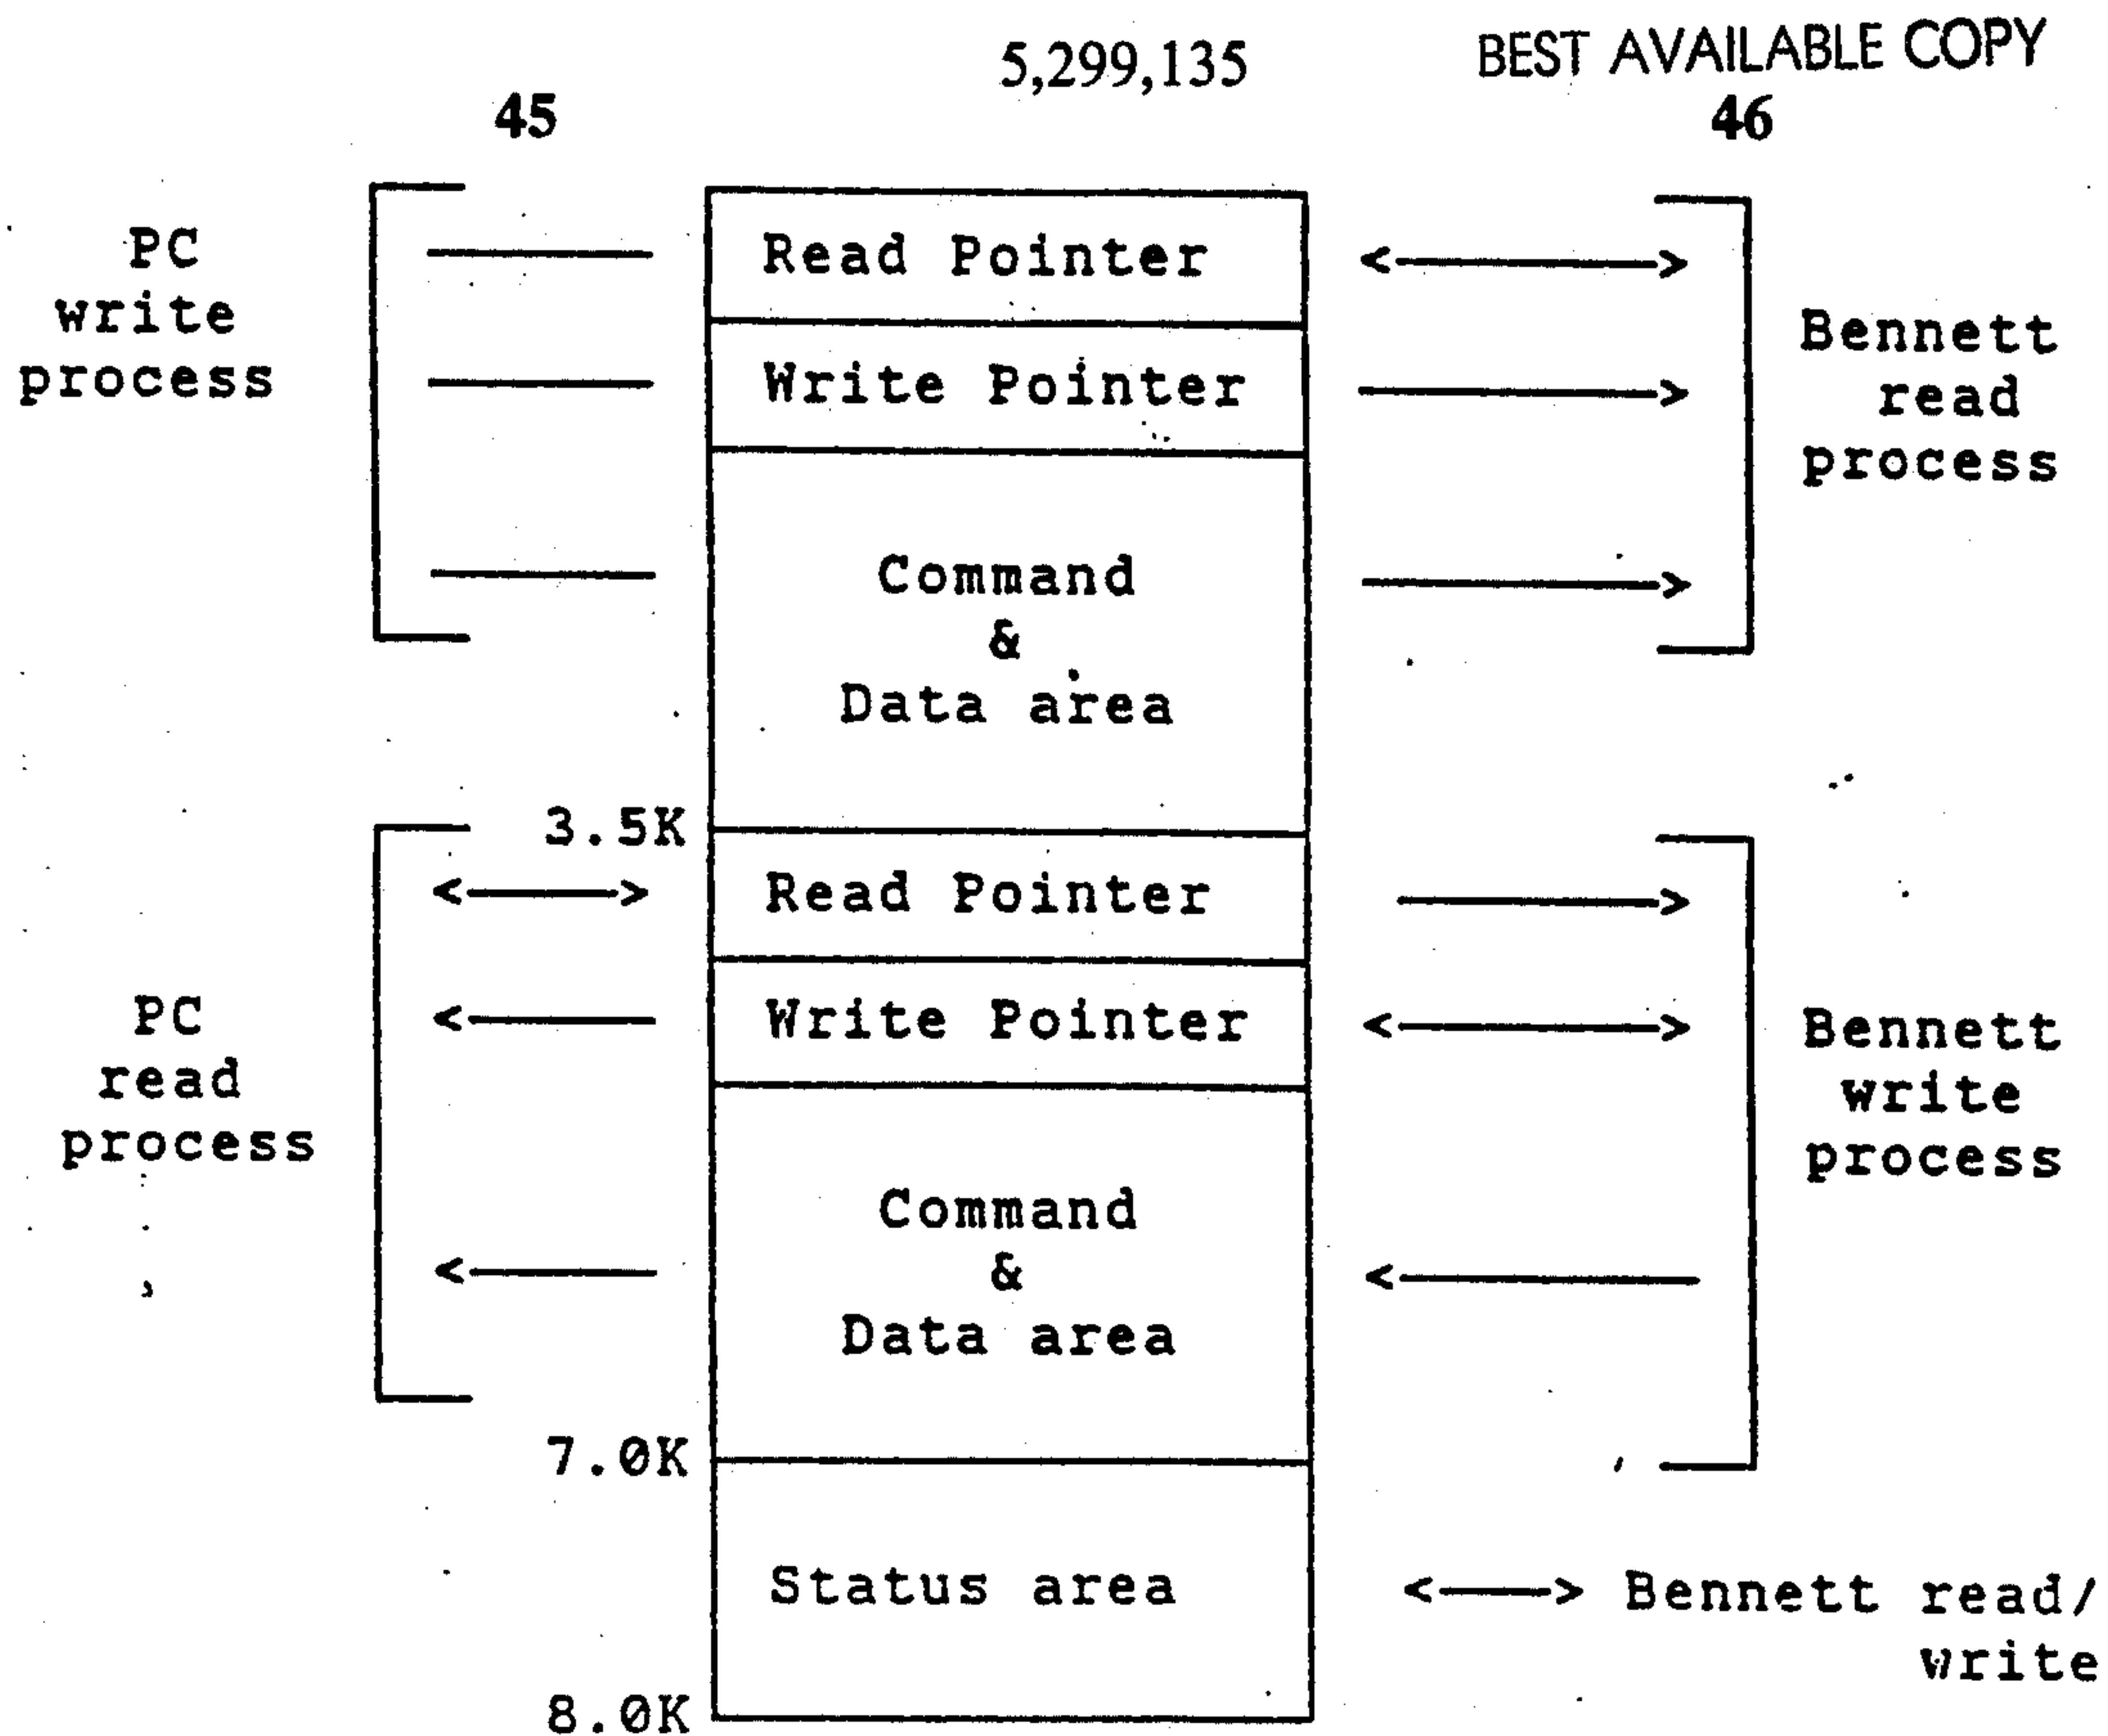 5,299,135
BEST AVAILABLE COPY
45
46
PC
write
process
Read Pointer
Write Pointer
Command
&
Data area
Bennett
read
process
3.5K
PC
read
process
Read Pointer
Write Pointer
Command
&
Data area
Bennett
write
process
7.0K
Status area
<——> Bennett read/
write
8.0K